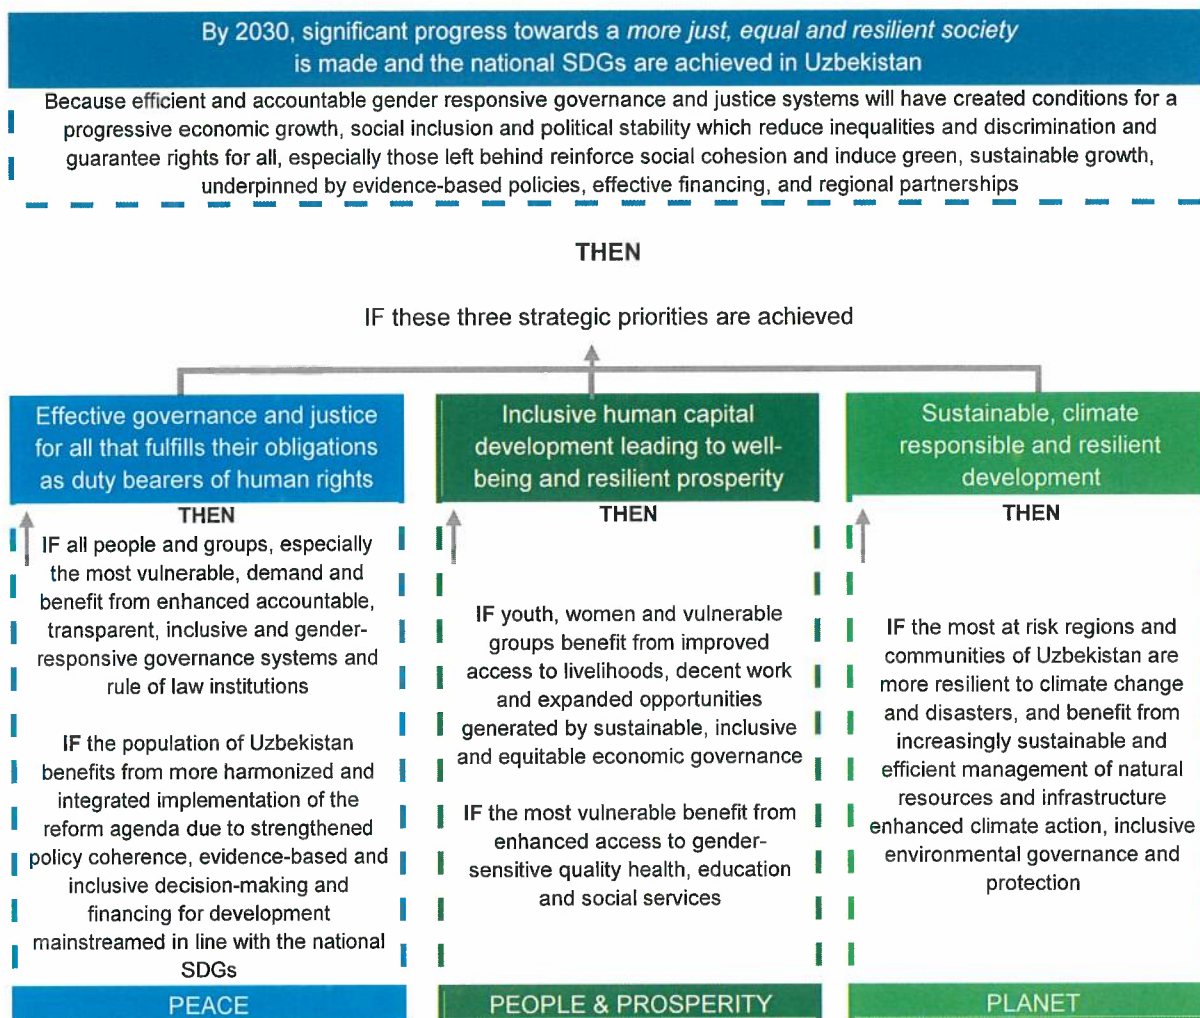 By 2030, significant progress towards a more just, equal and resilient society
is made and the national SDGs are achieved in Uzbekistan
Because efficient and accountable gender responsive governance and justice systems will have created conditions for a
progressive economic growth, social inclusion and political stability which reduce inequalities and discrimination and
guarantee rights for all, especially those left behind reinforce social cohesion and induce green, sustainable growth,
underpinned by evidence-based policies, effective financing, and regional partnerships
THEN
IF these three strategic priorities are achieved
Effective governance and justice
for all that fulfills their obligations
as duty bearers of human rights
THEN
IF all people and groups, especially
the most vulnerable, demand and
benefit from enhanced accountable,
transparent, inclusive and gender-
responsive governance systems and
rule of law institutions
IF the population of Uzbekistan
benefits from more harmonized and
integrated implementation of the
reform agenda due to strengthened
policy coherence, evidence-based and
inclusive decision-making and
financing for development
mainstreamed in line with the national
SDGs
PEACE
Inclusive human capital
development leading to well-
being and resilient prosperity
THEN
IF youth, women and vulnerable
groups benefit from improved
access to livelihoods, decent work
and expanded opportunities
generated by sustainable, inclusive
and equitable economic governance
IF the most vulnerable benefit from
enhanced access to gender-
sensitive quality health, education
and social services
PEOPLE & PROSPERITY
Sustainable, climate
responsible and resilient
development
THEN
IF the most at risk regions and
communities of Uzbekistan are
more resilient to climate change
and disasters, and benefit from
increasingly sustainable and
efficient management of natural
resources and infrastructure
enhanced climate action, inclusive
environmental governance and
protection
PLANET